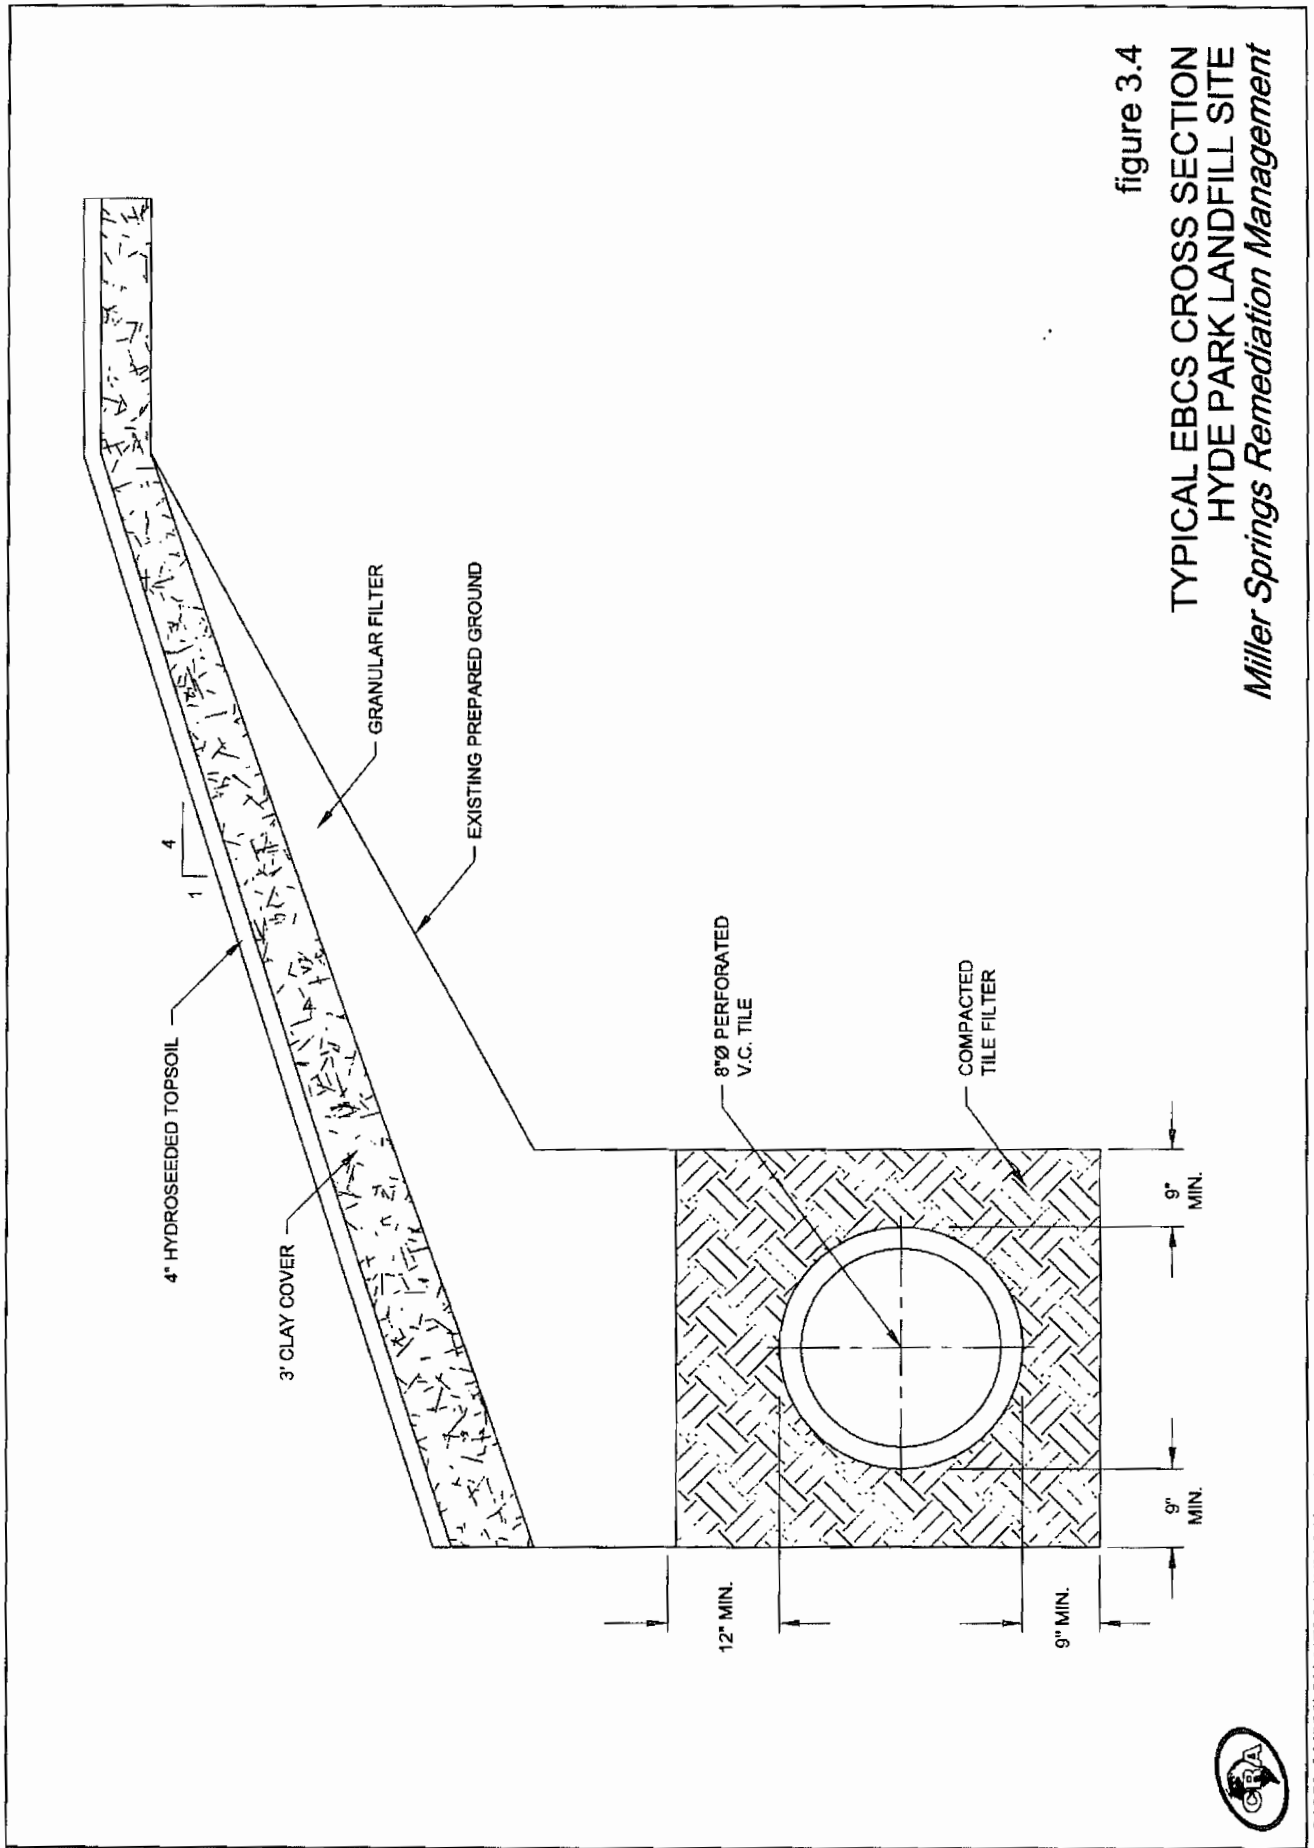 4" HYDROSEEDED TOPSOIL
4
1
3' CLAY COVER
GRANULAR FILTER
EXISTING PREPARED GROUND
8"Ø PERFORATED
V.C. TILE
COMPACTED
TILE FILTER
12" MIN.
9" MIN.
9"
MIN.
9"
MIN.
figure 3.4
TYPICAL EBCS CROSS SECTION
HYDE PARK LANDFILL SITE
Miller Springs Remediation Management
CRA